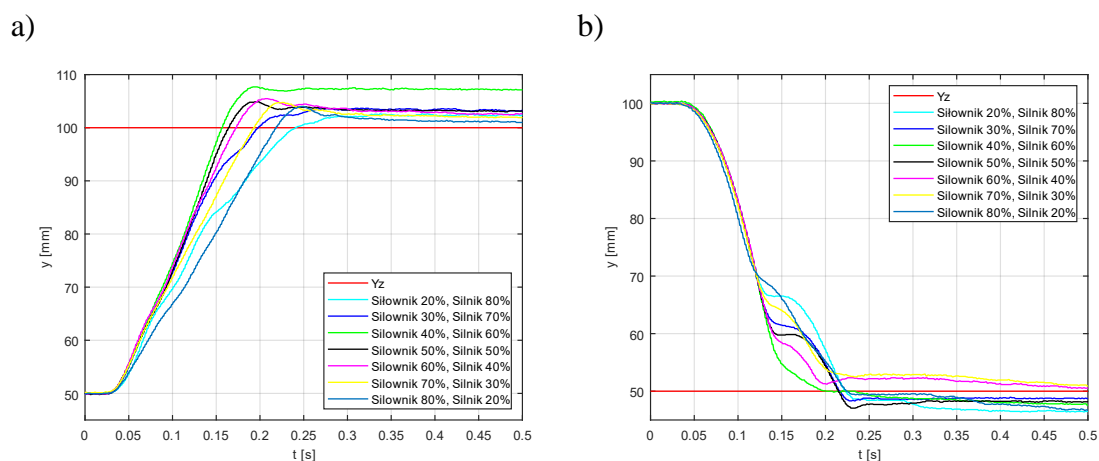 a)
b)
110
100
90
80
70
60
50
y [mm]
0
0.05
0.1
0.15
0.2
0.25
0.3
0.35
0.4
0.45
0.5
t [s]
Yz
Siłownik 20%, Silnik 80%
Siłownik 30%, Silnik 70%
Siłownik 40%, Silnik 60%
Siłownik 50%, Silnik 50%
Siłownik 60%, Silnik 40%
Siłownik 70%, Silnik 30%
Siłownik 80%, Silnik 20%
100
90
80
70
60
50
y [mm]
0
0.05
0.1
0.15
0.2
0.25
0.3
0.35
0.4
0.45
0.5
t [s]
Yz
Siłownik 20%, Silnik 80%
Siłownik 30%, Silnik 70%
Siłownik 40%, Silnik 60%
Siłownik 50%, Silnik 50%
Siłownik 60%, Silnik 40%
Siłownik 70%, Silnik 30%
Siłownik 80%, Silnik 20%